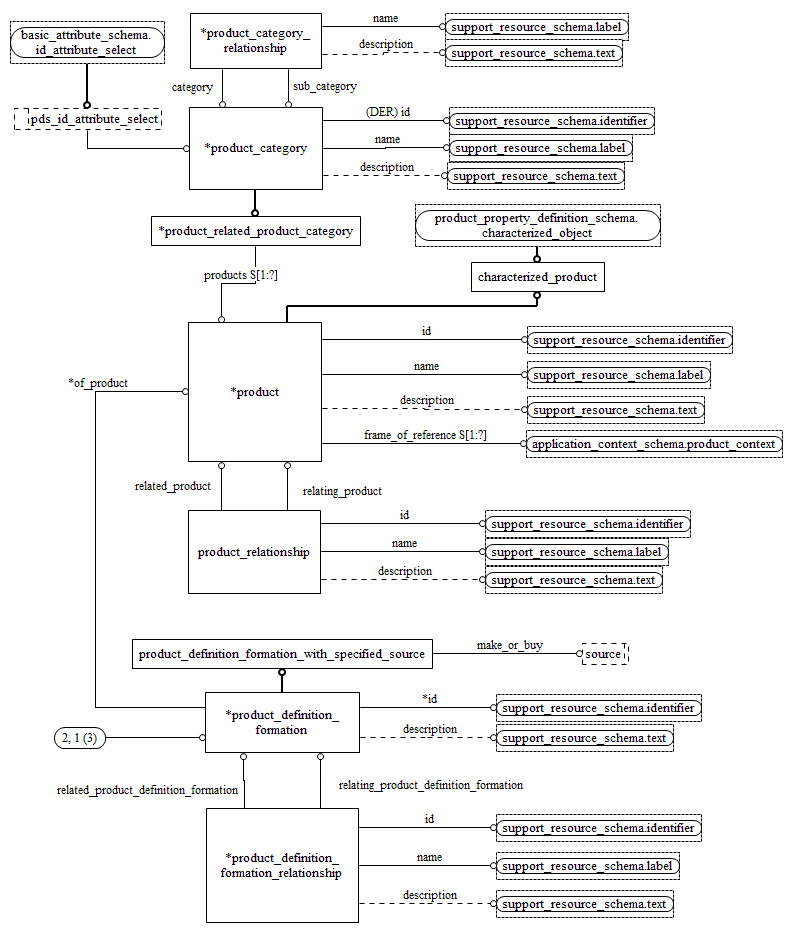 name
support_resource_schema.label
*product_category_
relationship
basic_attribute_schema.
id_attribute_select
description
support_resource_schema.text
category
sub_category
pds_id_attribute_select
(DER) id
support_resource_schema.identifier
*product_category
name
support_resource_schema.label
description
support_resource_schema.text
*product_related_product_category
product_property_definition_schema.
characterized_object
products S[1:?]
characterized_product
id
support_resource_schema.identifier
name
support_resource_schema.label
*of_product
*product
description
support_resource_schema.text
frame_of_reference S[1:?]
application_context_schema.product_context
related_product
relating_product
id
support_resource_schema.identifier
product_relationship
name
support_resource_schema.label
description
support_resource_schema.text
product_definition_formation_with_specified_source
make_or_buy
source
*id
support_resource_schema.identifier
*product_definition_
formation
description
support_resource_schema.text
2, 1 (3)
related_product_definition_formation
relating_product_definition_formation
id
support_resource_schema.identifier
*product_definition_
formation_relationship
name
support_resource_schema.label
description
support_resource_schema.text